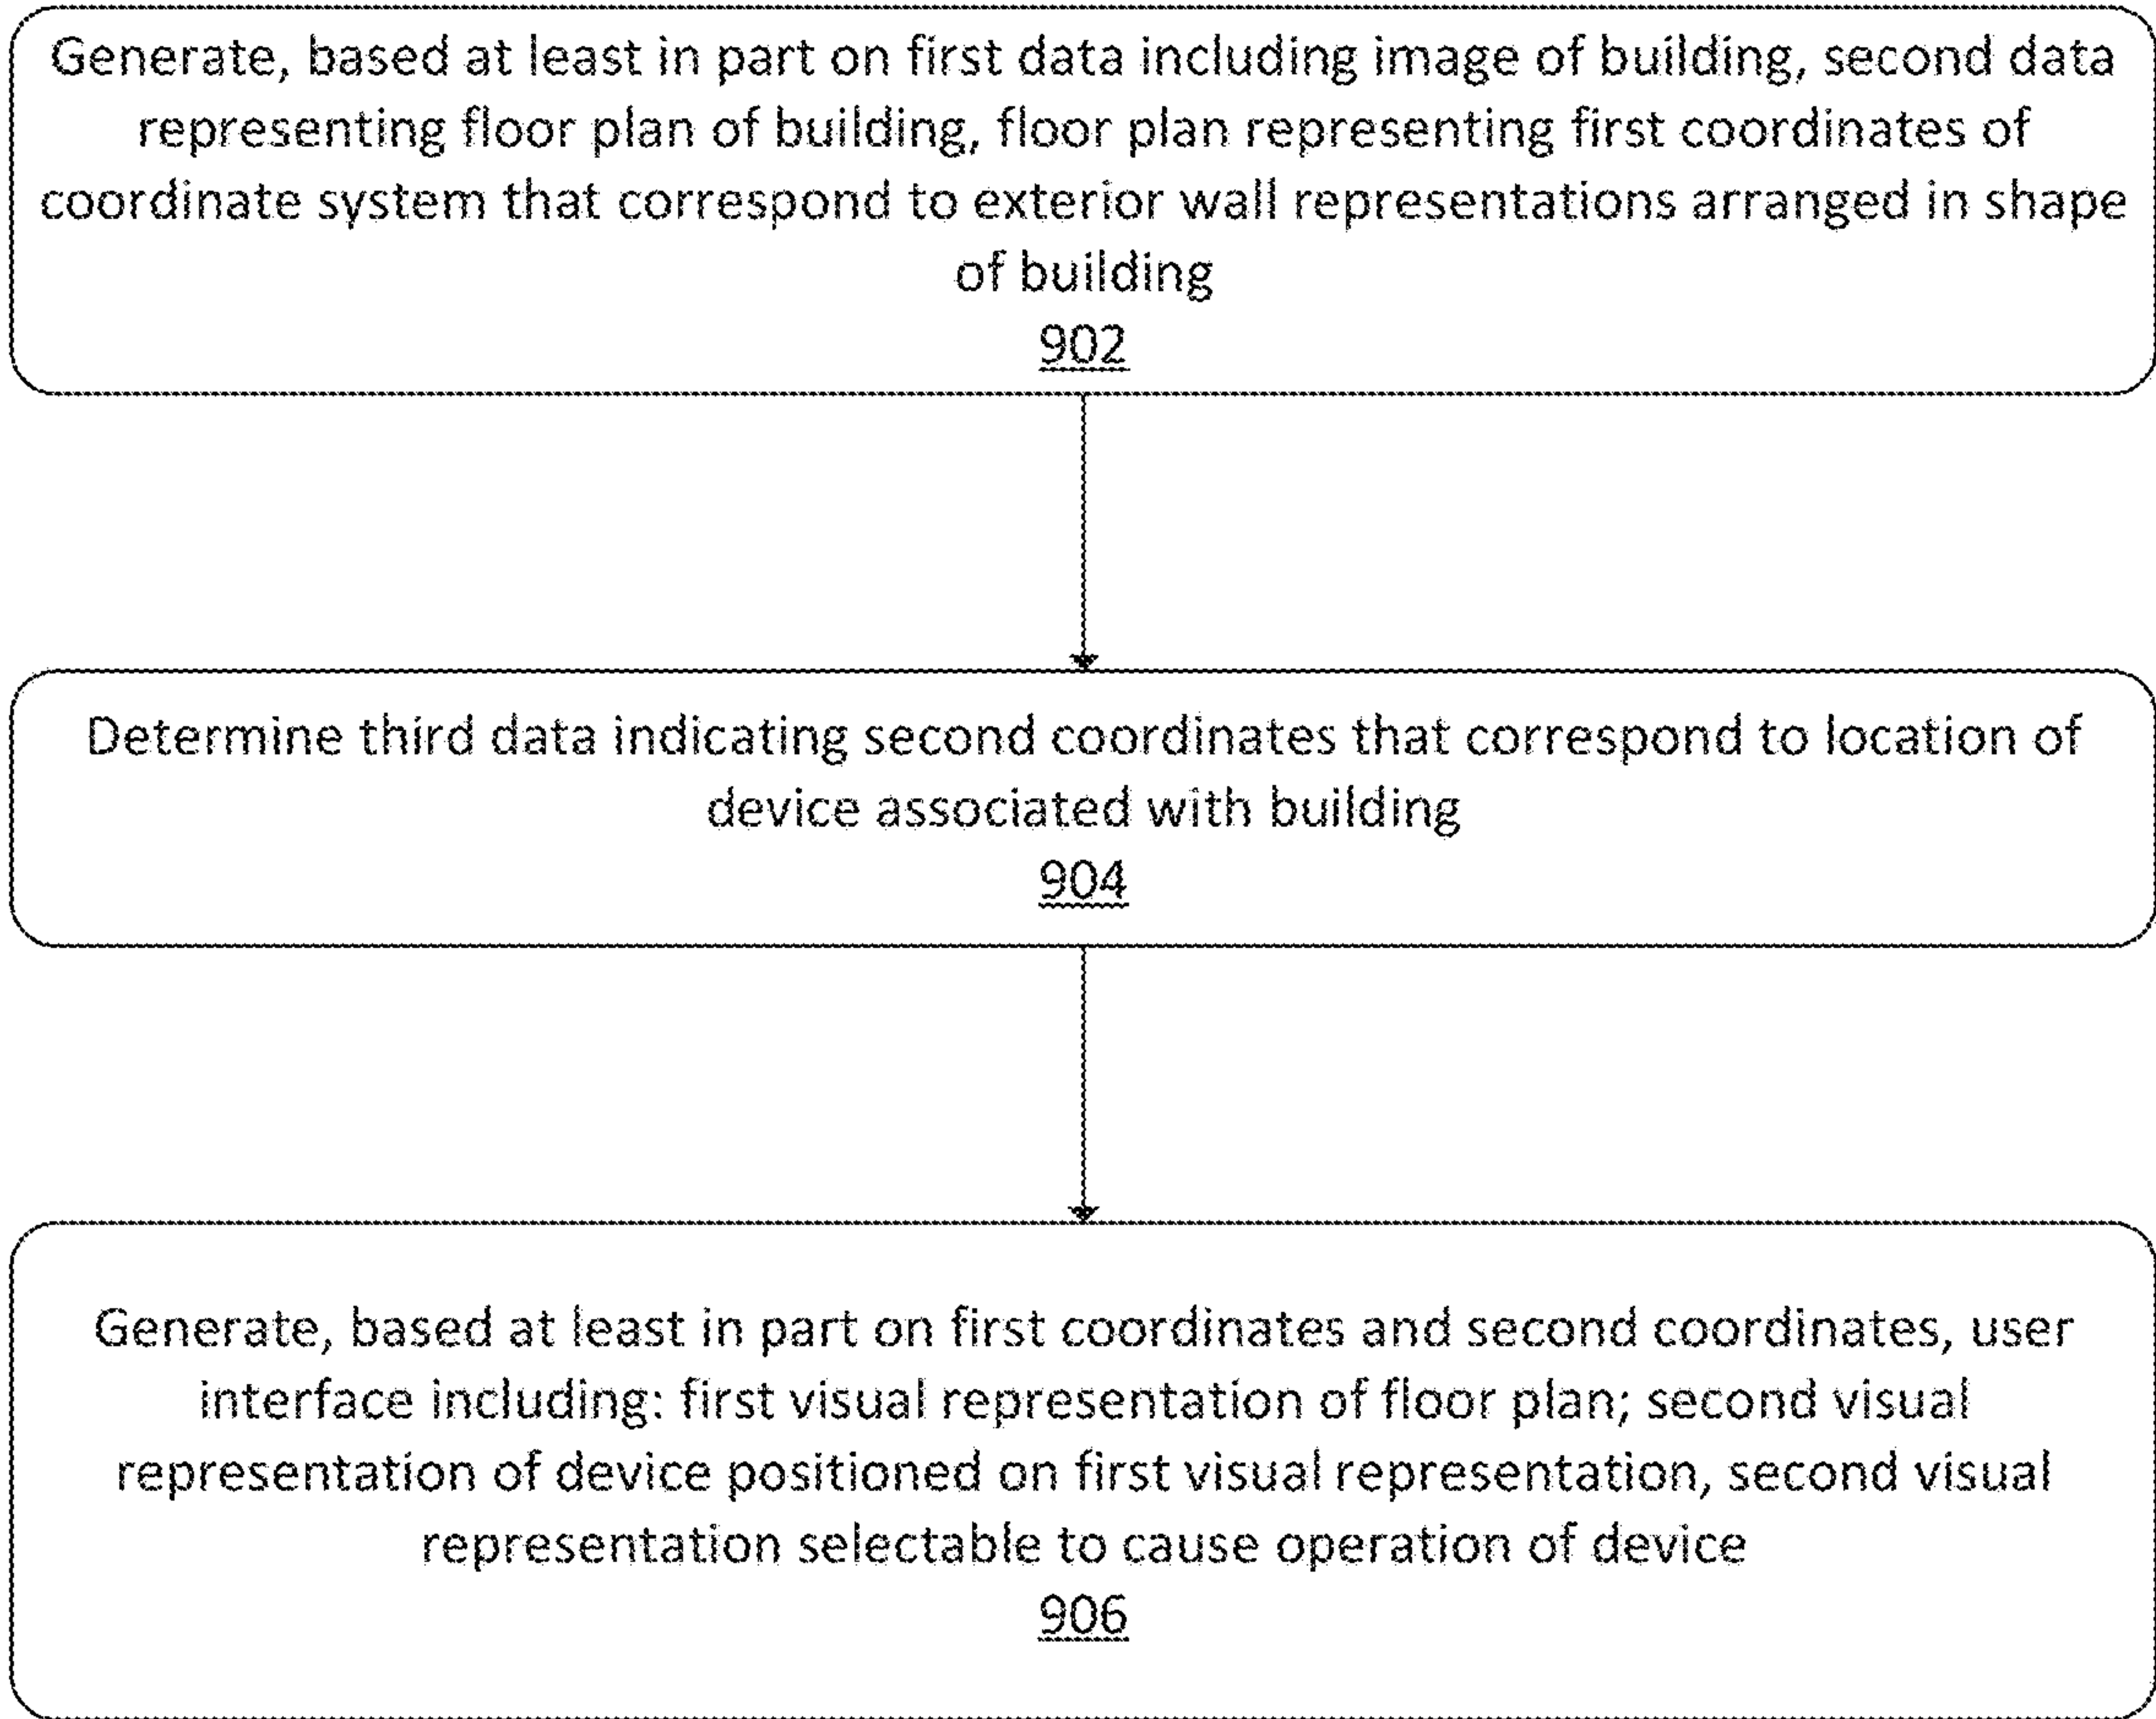 Generate, based at least in part on first data including image of building, second data
representing floor plan of building, floor plan representing first coordinates of
coordinate system that correspond to exterior wall representations arranged in shape
of building
902
Determine third data indicating second coordinates that correspond to location of
device associated with building
904
Generate, based at least in part on first coordinates and second coordinates, user
interface including: first visual representation of floor plan; second visual
representation of device positioned on first visual representation, second visual
representation selectable to cause operation of device
906